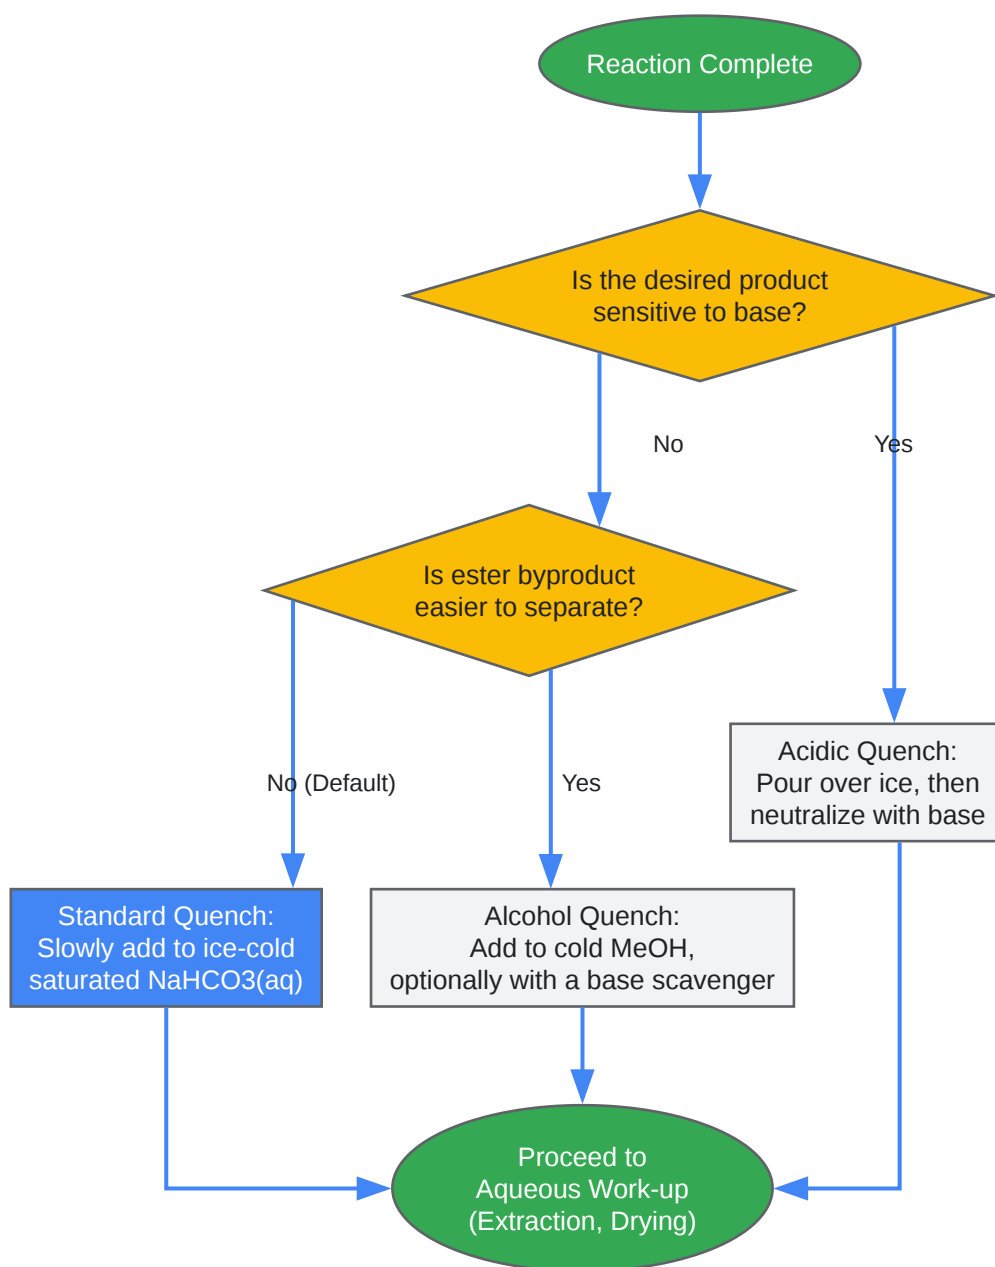 Reaction Complete
Is the desired product
sensitive to base?
No
Yes
Is ester byproduct
easier to separate?
No (Default)
Yes
Acidic Quench:
Pour over ice, then
neutralize with base
Standard Quench:
Slowly add to ice-cold
saturated NaHCO3(aq)
Alcohol Quench:
Add to cold MeOH,
optionally with a base scavenger
Proceed to
Aqueous Work-up
(Extraction, Drying)